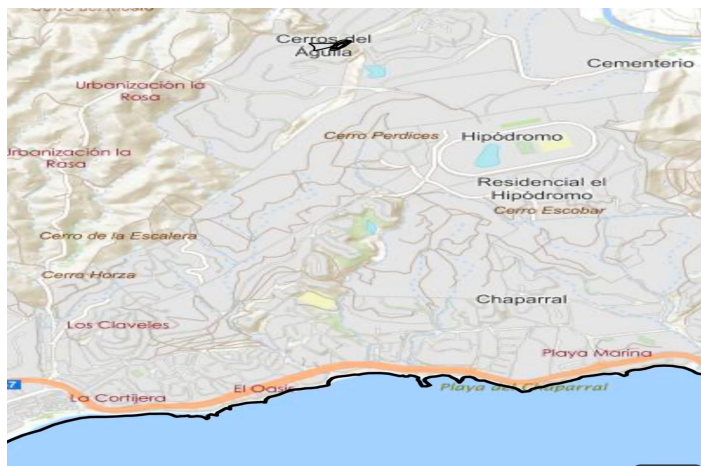 Cerros del
Águila
Cementerio
Urbanización la
Rosa
Cerro Perdices
Hipódromo
Urbanización la
Rasa
Residencial el
Hipódromo
Cerro Escobar
Cerro de la Escalera
Cerro Horza
Chaparral
Los Claveles
Playa Marina
7
El Oasis
Playa del Chaparral
La Cortijera